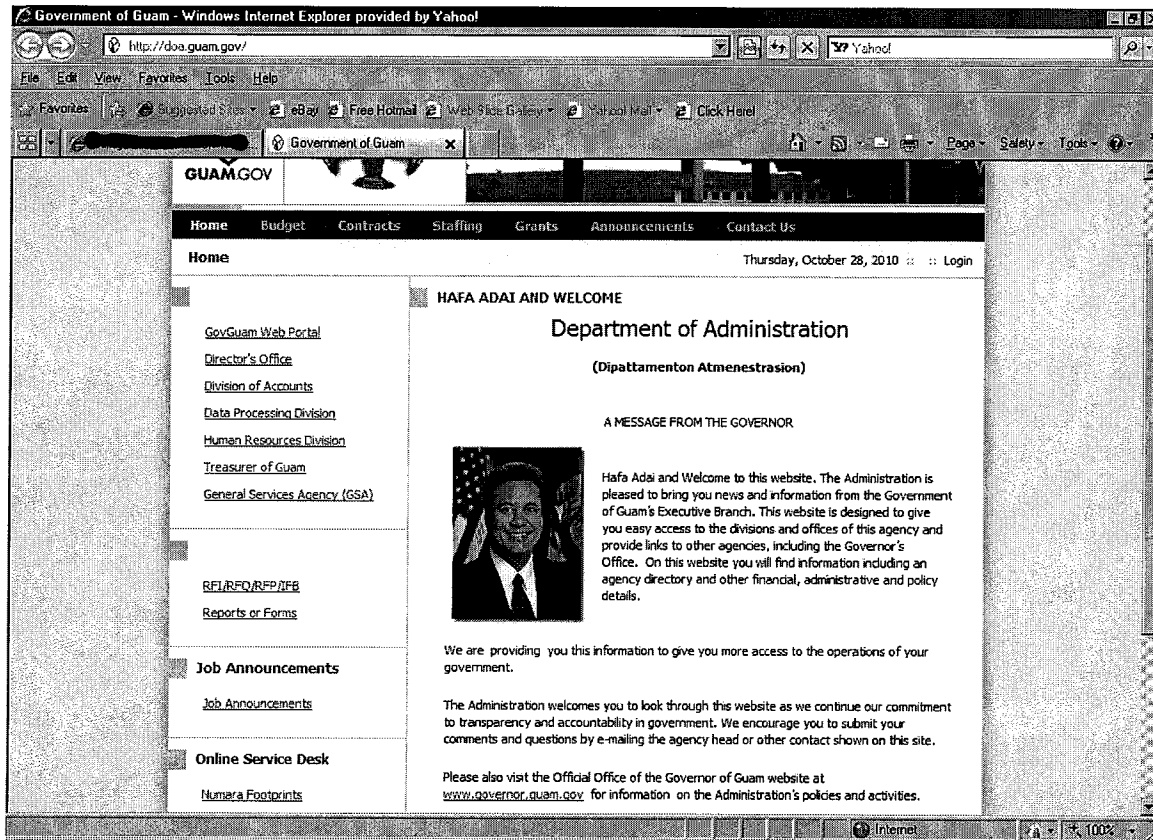 Government of Guam - Windows Internet Explorer provided by Yahoo!
http://doa.guam.gov/
Y? Yahoo!
File Edit View Favorites Tools Help
Favorites Suggested Sites eBay Free Hotmail Web Slice Gallery Yahoo! Mail Click Here!
Government of Guam x
Page Safety Tools
GUAM.GOV
Home Budget Contracts Staffing Grants Announcements Contact Us
Home
Thursday, October 28, 2010 :: :: Login
GovGuam Web Portal
Director's Office
Division of Accounts
Data Processing Division
Human Resources Division
Treasurer of Guam
General Services Agency (GSA)
RFI/RFQ/RFP/IFB
Reports or Forms
Job Announcements
Job Announcements
Online Service Desk
Numara Footprints
HAFA ADAI AND WELCOME
Department of Administration
(Dipattamenton Atmenestrasion)
A MESSAGE FROM THE GOVERNOR
Hafa Adai and Welcome to this website. The Administration is
pleased to bring you news and information from the Government
of Guam's Executive Branch. This website is designed to give
you easy access to the divisions and offices of this agency and
provide links to other agencies, including the Governor's
Office. On this website you will find information including an
agency directory and other financial, administrative and policy
details.
We are providing you this information to give you more access to the operations of your
government.
The Administration welcomes you to look through this website as we continue our commitment
to transparency and accountability in government. We encourage you to submit your
comments and questions by e-mailing the agency head or other contact shown on this site.
Please also visit the Official Office of the Governor of Guam website at
www.governor.guam.gov for information on the Administration's policies and activities.
Internet
100%